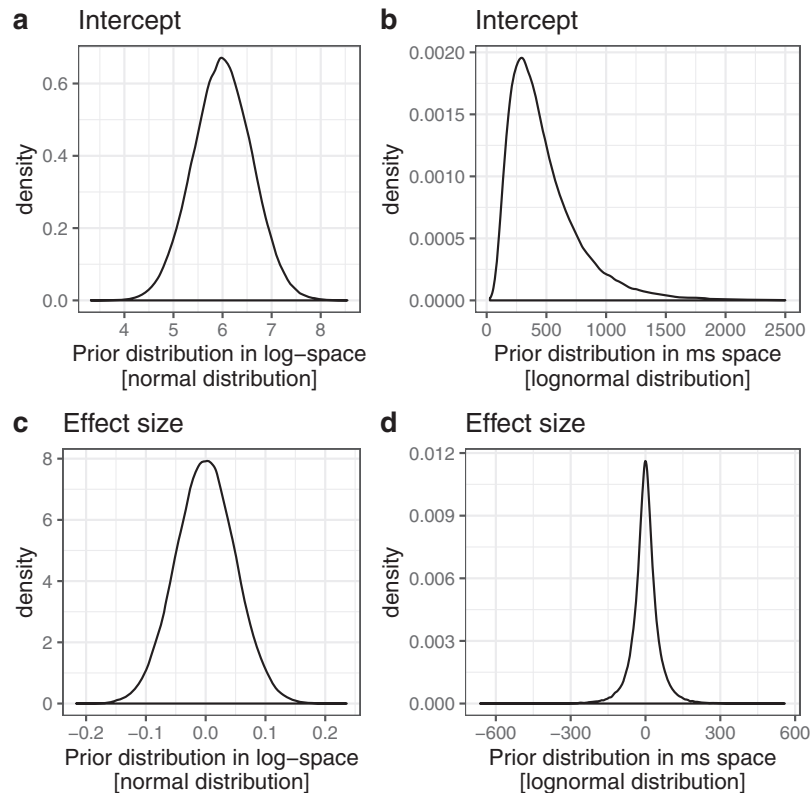 a Intercept
density
0.6
0.4
0.2
0.0
4 5 6 7 8
Prior distribution in log−space
[normal distribution]
b Intercept
density
0.0020
0.0015
0.0010
0.0005
0.0000
0 500 1000 1500 2000 2500
Prior distribution in ms space
[lognormal distribution]
c Effect size
density
8
6
4
2
0
−0.2 −0.1 0.0 0.1 0.2
Prior distribution in log−space
[normal distribution]
d Effect size
density
0.012
0.009
0.006
0.003
0.000
−600 −300 0 300 600
Prior distribution in ms space
[lognormal distribution]